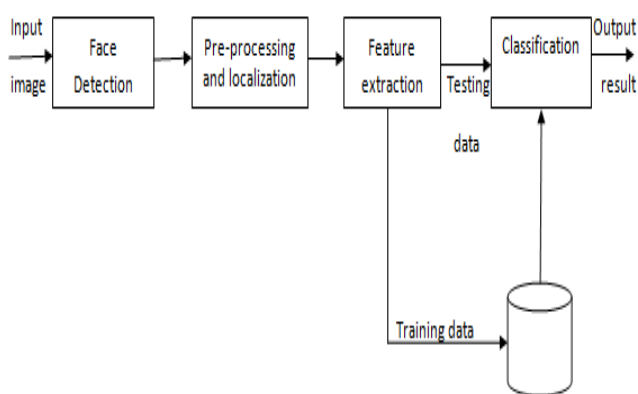 Input
image
Face
Detection
Pre-processing
and localization
Feature
extraction
Testing
data
Classification
Output
result
Training data